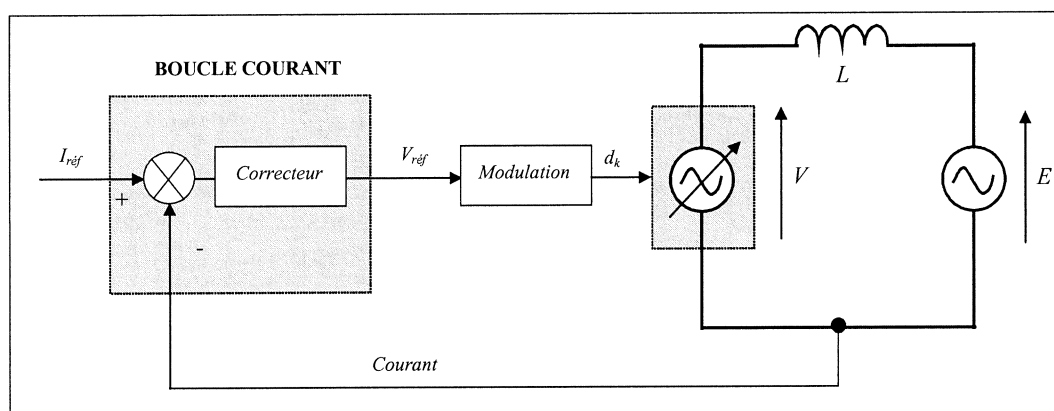 BOUCLE COURANT
I_réf
+
-
Correcteur
V_réf
Modulation
d_k
L
V
E
Courant